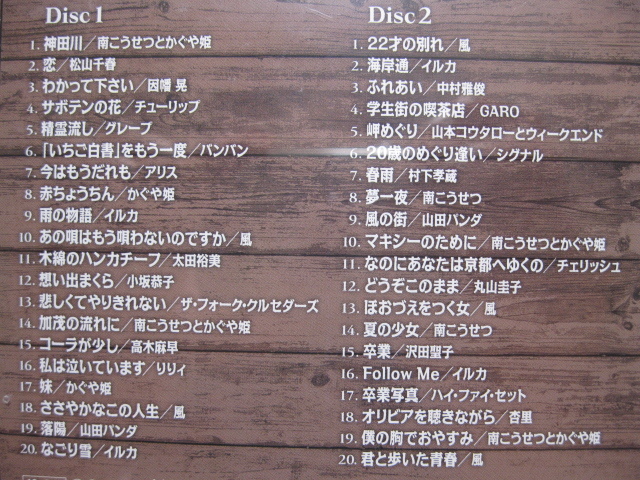 Disc 1
1. 神田川／南こうせつとかぐや姫
2. 恋／松山千春
3. わかって下さい／因幡 晃
4. サボテンの花／チューリップ
5. 精霊流し／グレープ
6. 「いちご白書」をもう一度／バンバン
7. 今はもうだれも／アリス
8. 赤ちょうちん／かぐや姫
9. 雨の物語／イルカ
10. あの唄はもう唄わないのですか／風
11. 木綿のハンカチーフ／太田裕美
12. 想い出まくら／小坂恭子
13. 悲しくてやりきれない／ザ・フォーク・クルセダーズ
14. 加茂の流れに／南こうせつとかぐや姫
15. コーラが少し／高木麻早
16. 私は泣いています／りりィ
17. 妹／かぐや姫
18. ささやかなこの人生／風
19. 落陽／山田パンダ
20. なごり雪／イルカ
Disc 2
1. 22才の別れ／風
2. 海岸通／イルカ
3. ふれあい／中村雅俊
4. 学生街の喫茶店／GARO
5. 岬めぐり／山本コウタローとウィークエンド
6. 20歳のめぐり逢い／シグナル
7. 春雨／村下孝蔵
8. 夢一夜／南こうせつ
9. 風の街／山田パンダ
10. マキシーのために／南こうせつとかぐや姫
11. なのにあなたは京都へゆくの／チェリッシュ
12. どうぞこのまま／丸山圭子
13. ほおづえをつく女／風
14. 夏の少女／南こうせつ
15. 卒業／沢田聖子
16. Follow Me／イルカ
17. 卒業写真／ハイ・ファイ・セット
18. オリビアを聴きながら／杏里
19. 僕の胸でおやすみ／南こうせつとかぐや姫
20. 君と歩いた青春／風